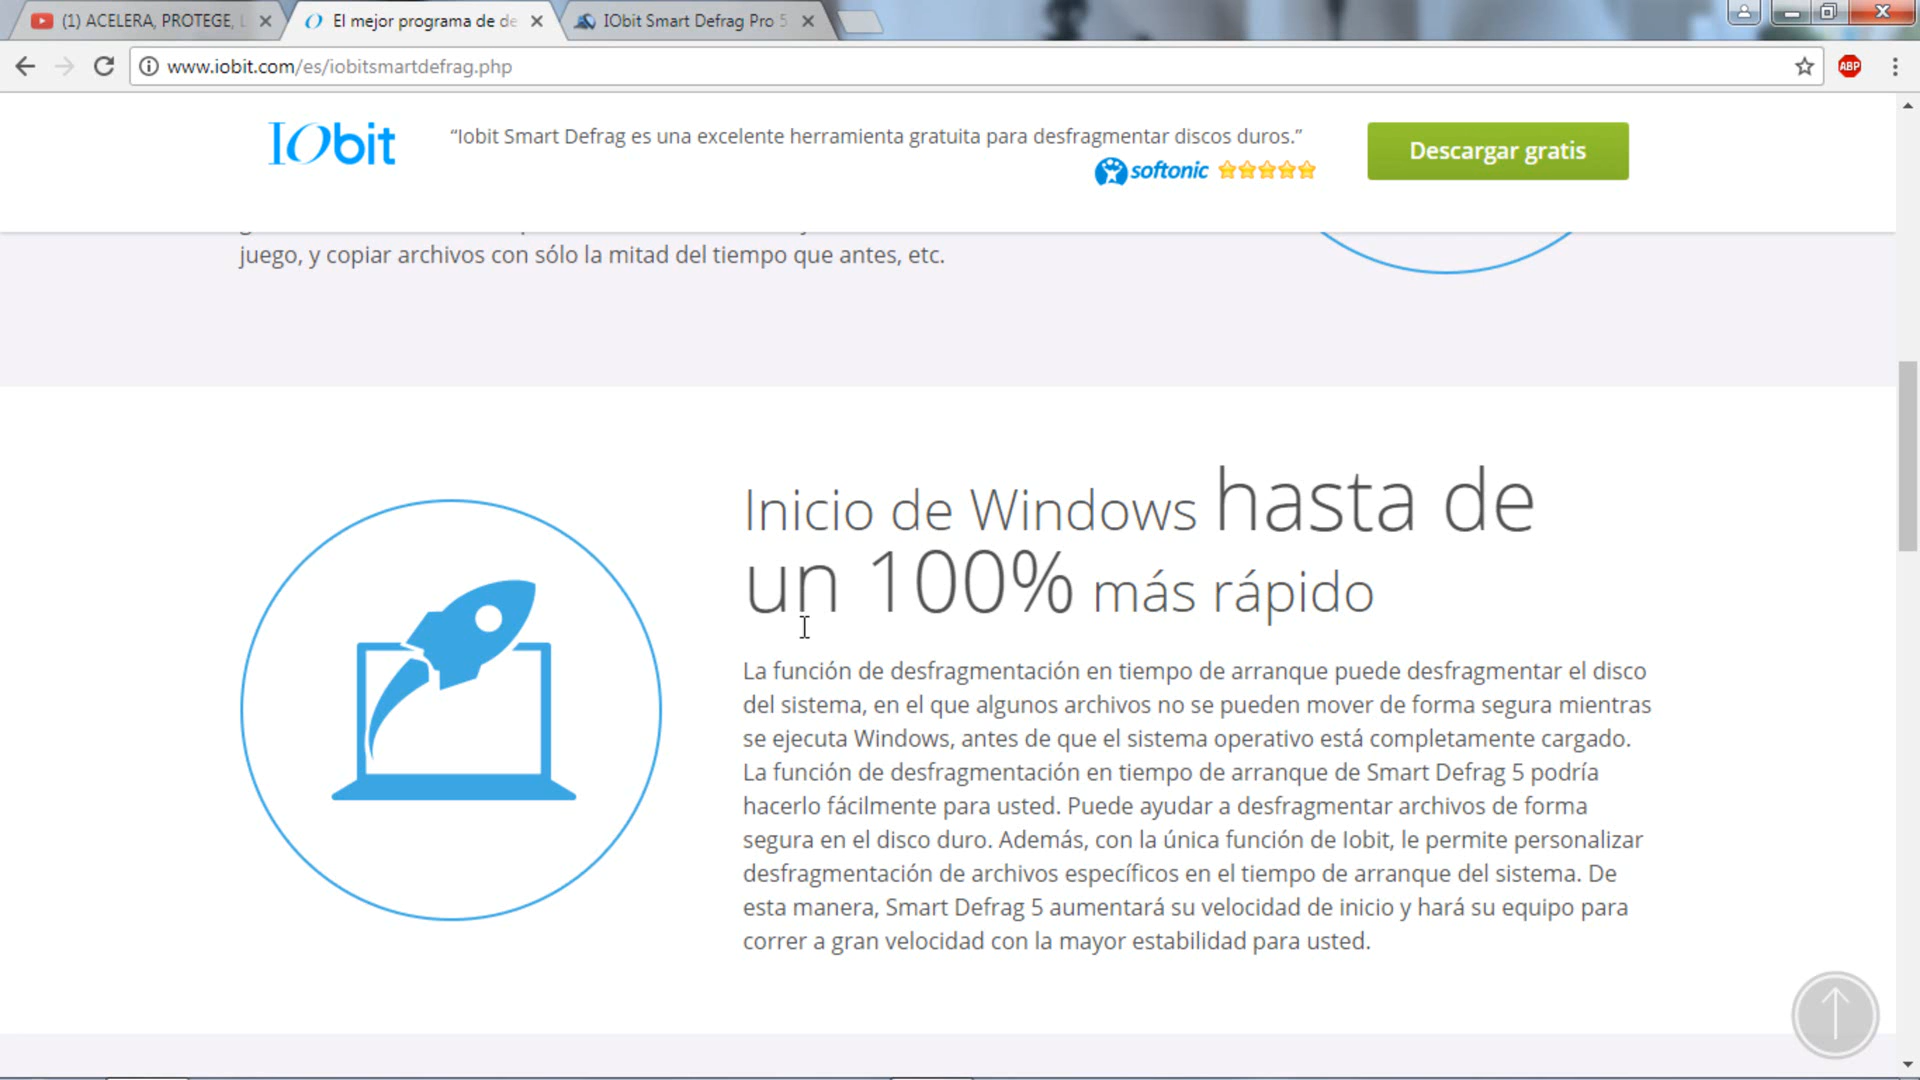 (1) ACELERA, PROTEGE, L
El mejor programa de de
IObit Smart Defrag Pro 5
www.iobit.com/es/iobitsmartdefrag.php
ABP
IObit
“Iobit Smart Defrag es una excelente herramienta gratuita para desfragmentar discos duros.”
softonic
Descargar gratis
juego, y copiar archivos con sólo la mitad del tiempo que antes, etc.
Inicio de Windows hasta de
un 100% más rápido
La función de desfragmentación en tiempo de arranque puede desfragmentar el disco
del sistema, en el que algunos archivos no se pueden mover de forma segura mientras
se ejecuta Windows, antes de que el sistema operativo está completamente cargado.
La función de desfragmentación en tiempo de arranque de Smart Defrag 5 podría
hacerlo fácilmente para usted. Puede ayudar a desfragmentar archivos de forma
segura en el disco duro. Además, con la única función de Iobit, le permite personalizar
desfragmentación de archivos específicos en el tiempo de arranque del sistema. De
esta manera, Smart Defrag 5 aumentará su velocidad de inicio y hará su equipo para
correr a gran velocidad con la mayor estabilidad para usted.